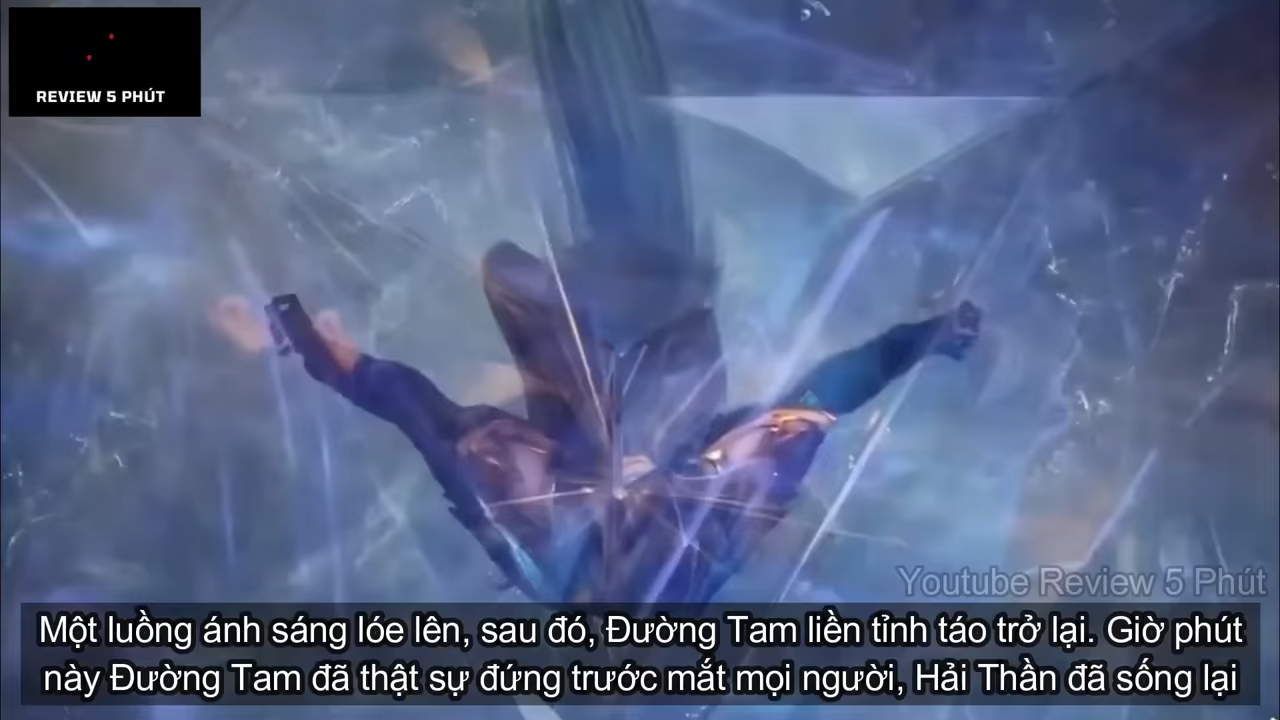 REVIEW 5 PHÚT
Youtube Review 5 Phút
Một luồng ánh sáng lóe lên, sau đó, Đường Tam liền tỉnh táo trở lại. Giờ phút
này Đường Tam đã thật sự đứng trước mắt mọi người, Hải Thần đã sống lại